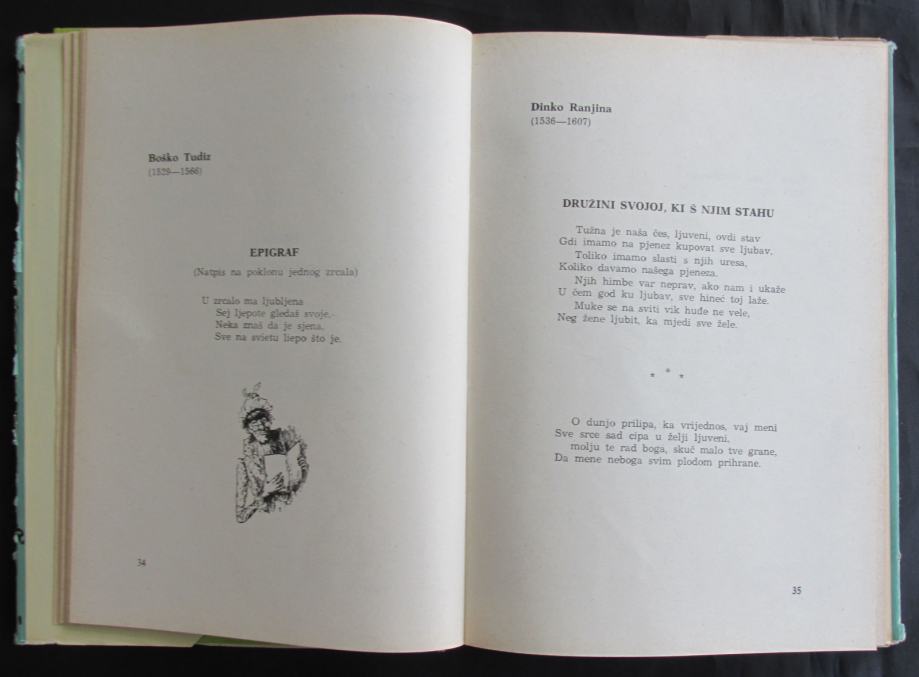 Boško Tudiz
(1529—1566)
EPIGRAF
(Natpis na poklonu jednog zrcala)
U zrcalo ma ljubljena
Sej ljepote gledaš svoje,
Neka znaš da je sjena,
Sve na svietu liepo što je.
34
Dinko Ranjina
(1536—1607)
DRUŽINI SVOJOJ, KI Š NJIM STAHU
Tužna je naša čes, ljuveni, ovdi stav
Gdi imamo na pjenez kupovat sve ljubav.
Toliko imamo slasti s njih uresa,
Koliko davamo našega pjeneza.
Njih himbe var neprav, ako nam i ukaže
U čem god ku ljubav, sve hineć toj laže.
Muke se na sviti vik huđe ne vele,
Neg žene ljubit, ka mjedi sve žele.
* * *
O dunjo prilipa, ka vrijednos, vaj meni
Sve srce sad cipa u želji ljuveni,
molju te rad boga, skuč malo tve grane,
Da mene neboga svim plodom prihrane.
35